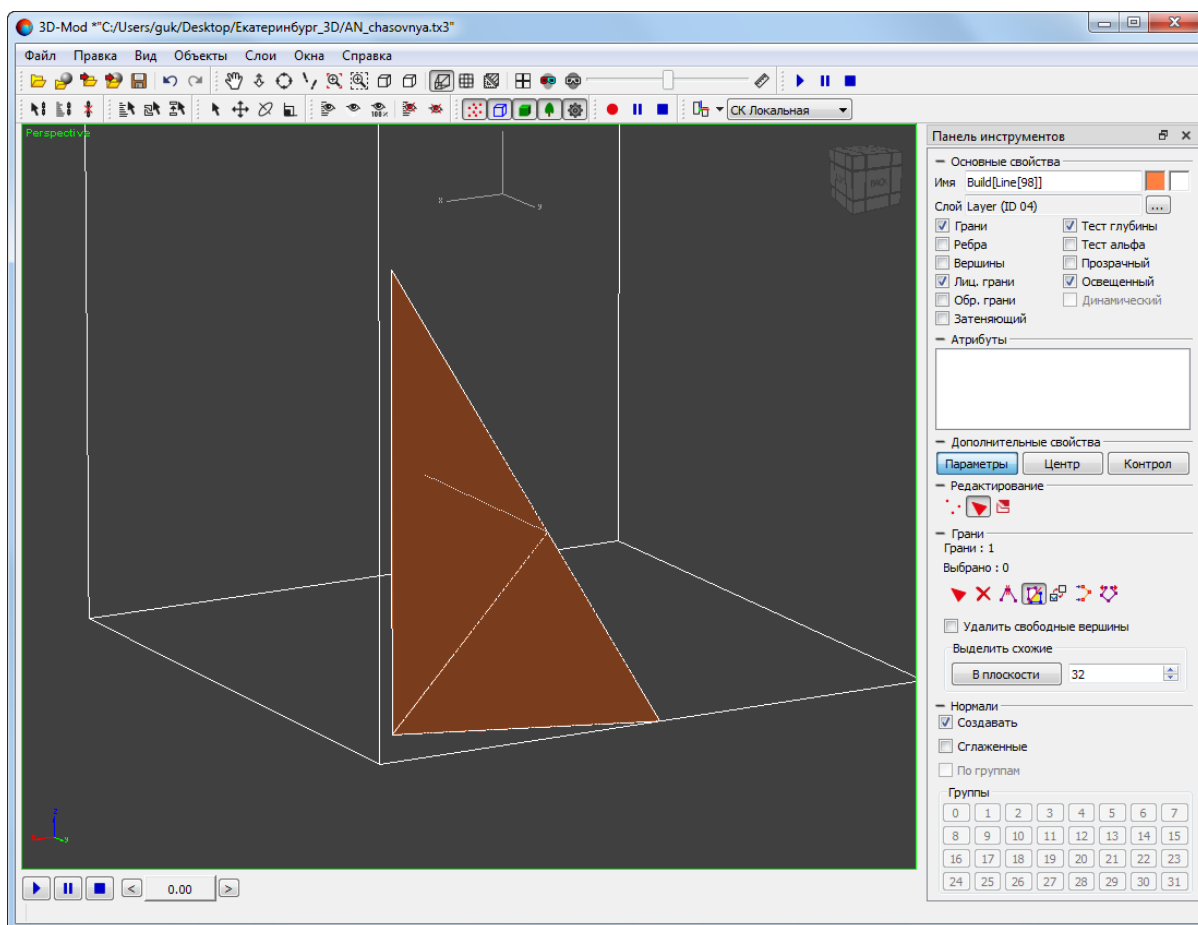 3D-Mod *"C:/Users/guk/Desktop/Екатеринбург_3D/AN_chasovnya.tx3"
Файл Правка Вид Объекты Слои Окна Справка
100%
СК Локальная
Perspective
x
y
z
x
y
0.00
Панель инструментов
Основные свойства
Имя Build[Line[98]]
Слой Layer (ID 04) ...
Грани Тест глубины
Ребра Тест альфа
Вершины Прозрачный
Лиц. грани Освещенный
Обр. грани Динамический
Затеняющий
Атрибуты
Дополнительные свойства
Параметры Центр Контрол
Редактирование
Грани
Грани : 1
Выбрано : 0
Удалить свободные вершины
Выделить схожие
В плоскости 32
Нормали
Создавать
Сглаженные
По группам
Группы
0 1 2 3 4 5 6 7
8 9 10 11 12 13 14 15
16 17 18 19 20 21 22 23
24 25 26 27 28 29 30 31